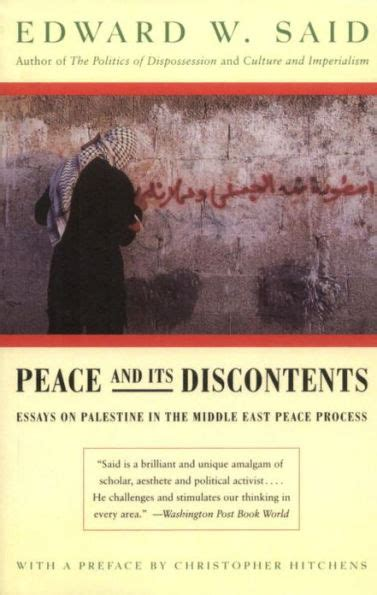 EDWARD W. SAID
Author of The Politics of Dispossession and Culture and Imperialism
PEACE AND ITS DISCONTENTS
ESSAYS ON PALESTINE IN THE MIDDLE EAST PEACE PROCESS
“Said is a brilliant and unique amalgam of
scholar, aesthete and political activist. . . .
He challenges and stimulates our thinking in
every area.” —Washington Post Book World
WITH A PREFACE BY CHRISTOPHER HITCHENS